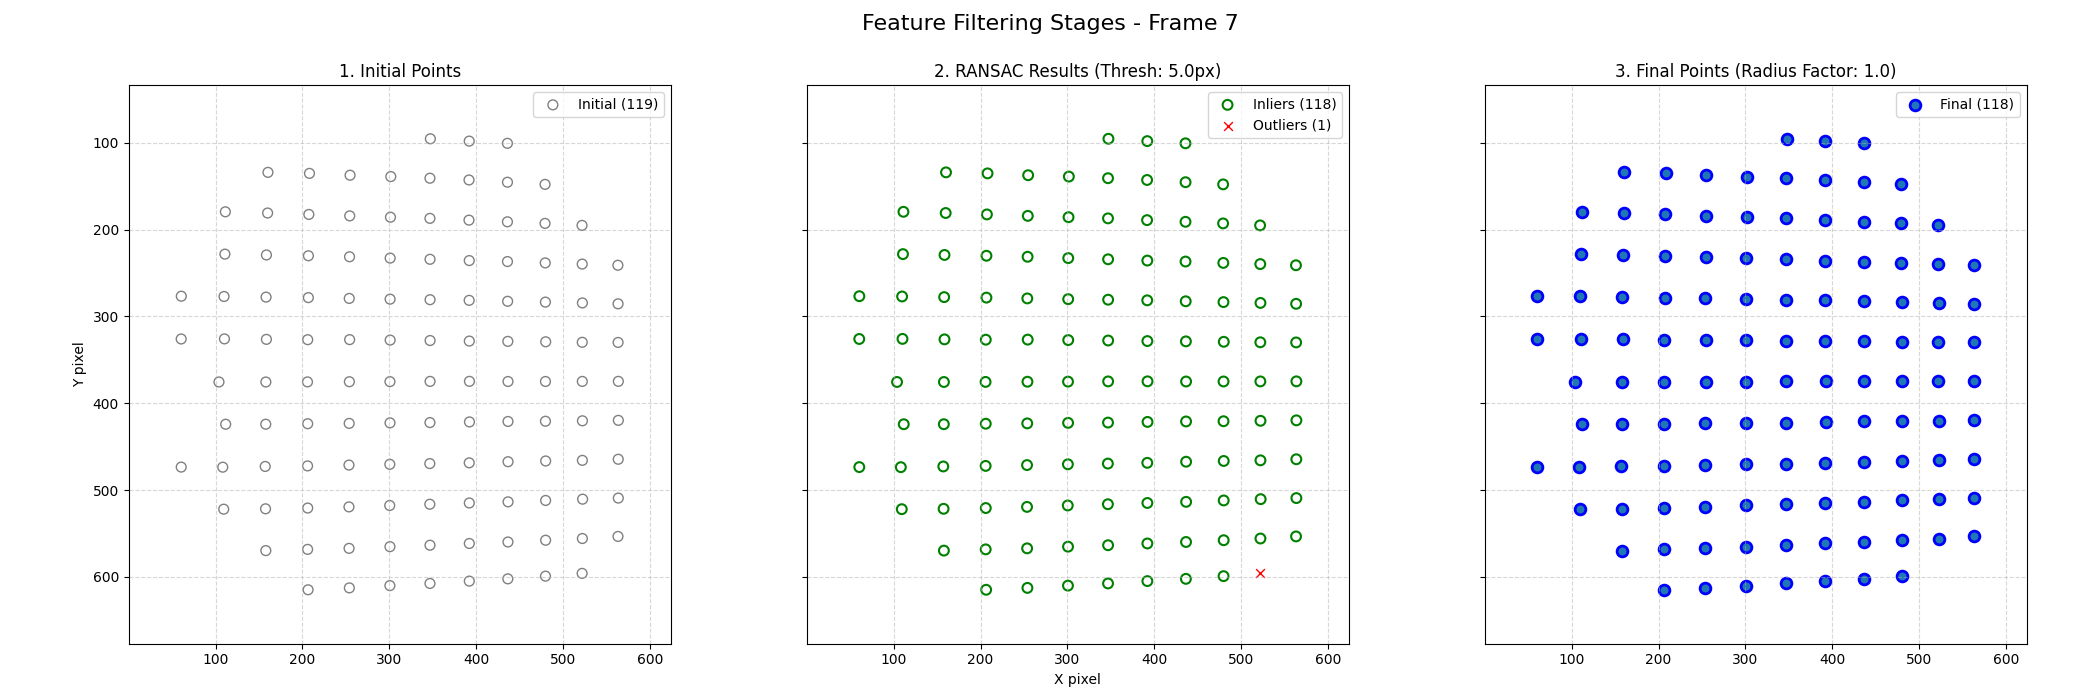 Feature Filtering Stages - Frame 7
1. Initial Points
Initial (119)
100
200
300
400
500
600
Y pixel
100
200
300
400
500
600
2. RANSAC Results (Thresh: 5.0px)
Inliers (118)
Outliers (1)
100
200
300
400
500
600
X pixel
3. Final Points (Radius Factor: 1.0)
Final (118)
100
200
300
400
500
600